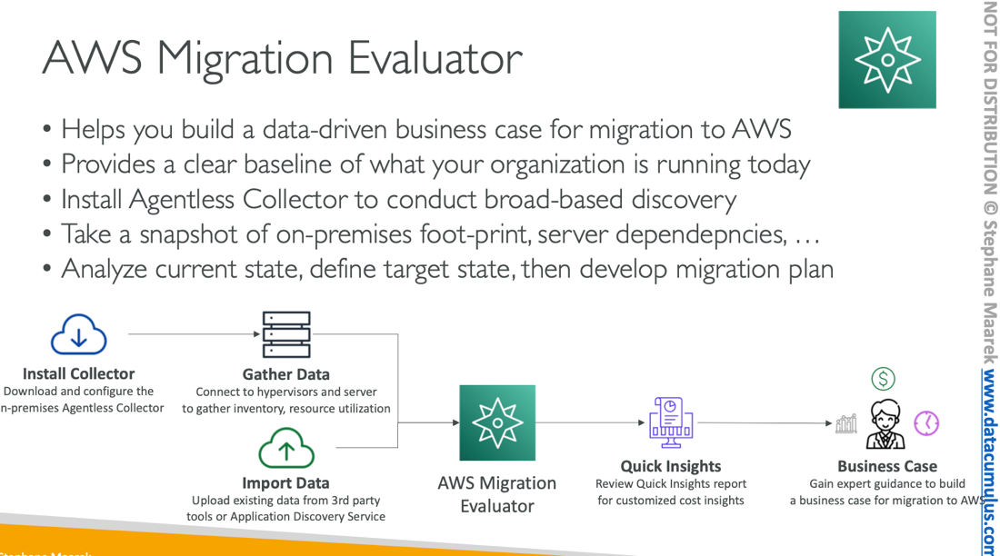 AWS Migration Evaluator
• Helps you build a data-driven business case for migration to AWS
• Provides a clear baseline of what your organization is running today
• Install Agentless Collector to conduct broad-based discovery
• Take a snapshot of on-premises foot-print, server dependepncies, …
• Analyze current state, define target state, then develop migration plan
Install Collector
Download and configure the
n-premises Agentless Collector
Gather Data
Connect to hypervisors and server
to gather inventory, resource utilization
Import Data
Upload existing data from 3rd party
tools or Application Discovery Service
AWS Migration
Evaluator
Quick Insights
Review Quick Insights report
for customized cost insights
Business Case
Gain expert guidance to build
a business case for migration to AWS
NOT FOR DISTRIBUTION © Stephane Maarek www.datacumulus.com
Stephane Maarek